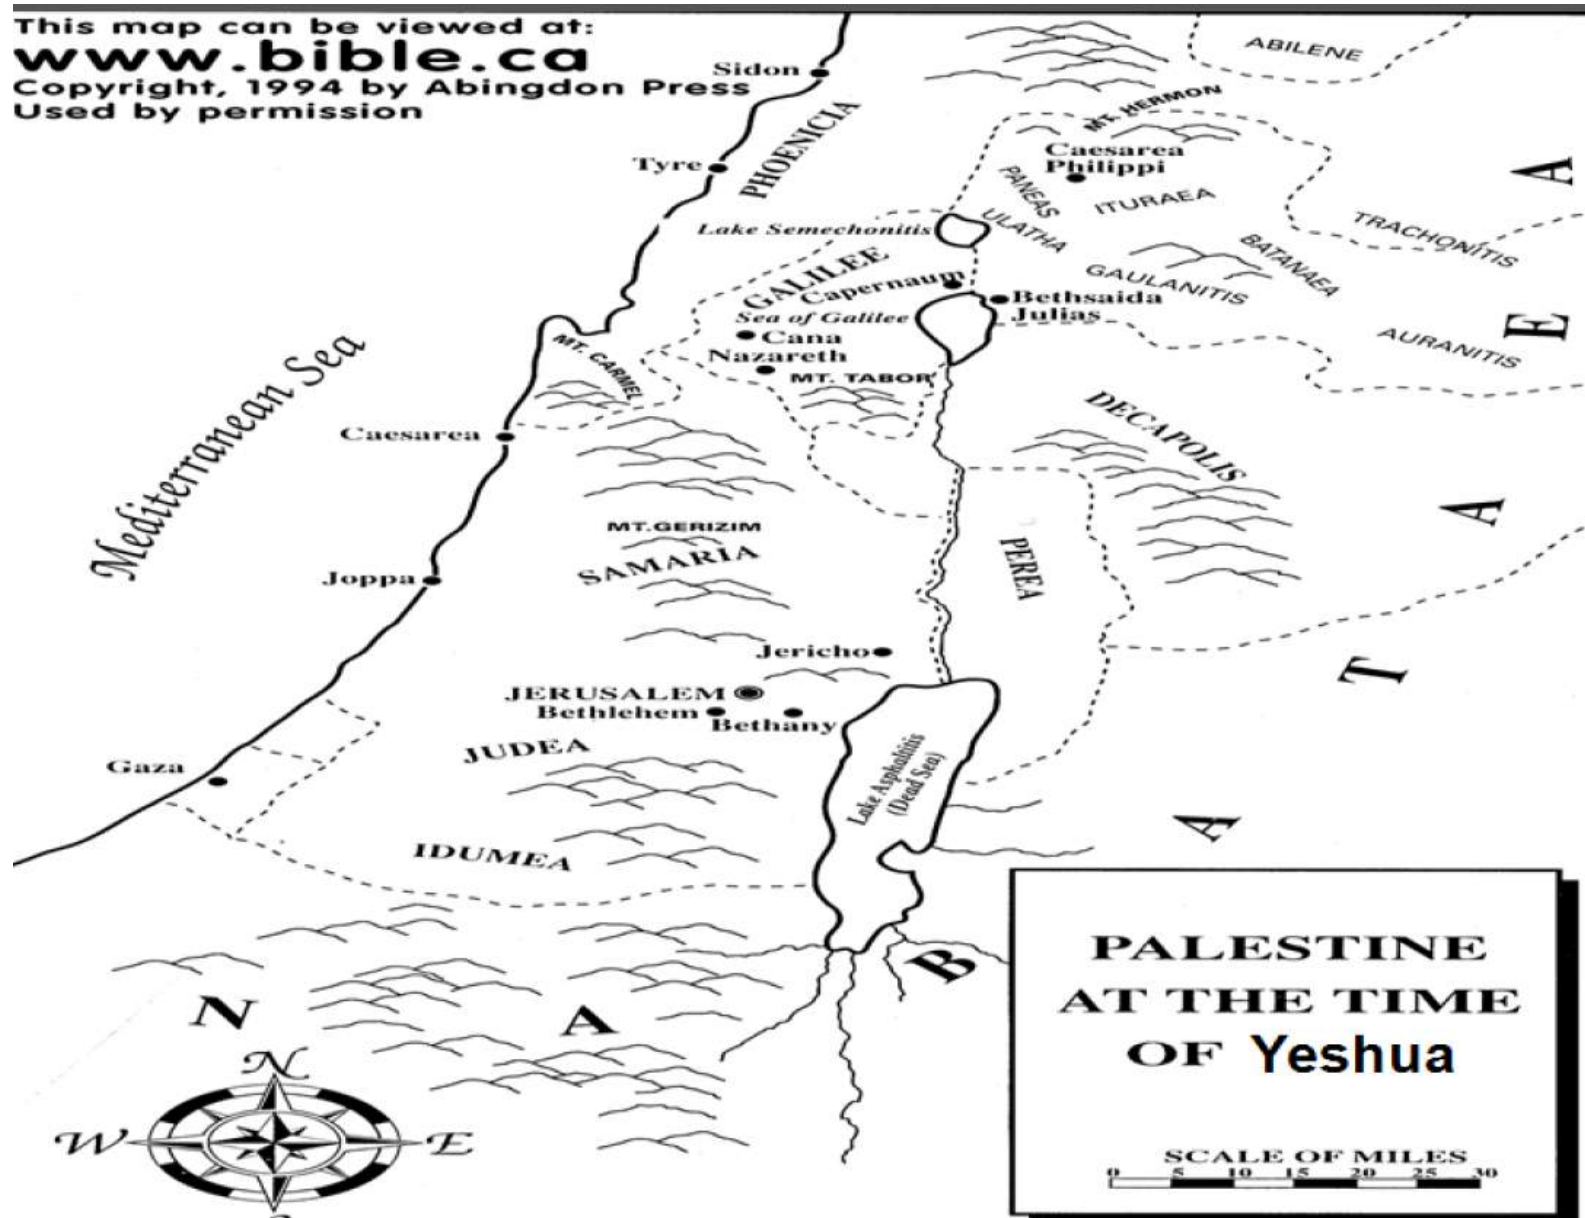 This map can be viewed at:
www.bible.ca
Copyright, 1994 by Abingdon Press
Used by permission
Sidon
ABILENE
MT. HERMON
PHOENICIA
Tyre
Caesarea
Philippi
PANEAS
ITURAEA
ULATHA
Lake Semechonitis
TRACHONITIS
BATANAEA
GAULANITIS
GALILEE
Capernaum
Bethsaida
Julias
Sea of Galilee
Cana
Nazareth
MT. TABOR
MT. CARMEL
AURANITIS
Mediterranean Sea
Caesarea
DECAPOLIS
MT.GERIZIM
SAMARIA
PEREA
Joppa
Jericho
JERUSALEM
Bethlehem
Bethany
JUDEA
Gaza
Lake Asphaltitis
(Dead Sea)
IDUMEA
N A B A T A E A
N
W E
PALESTINE
AT THE TIME
OF Yeshua
SCALE OF MILES
0 5 10 15 20 25 30